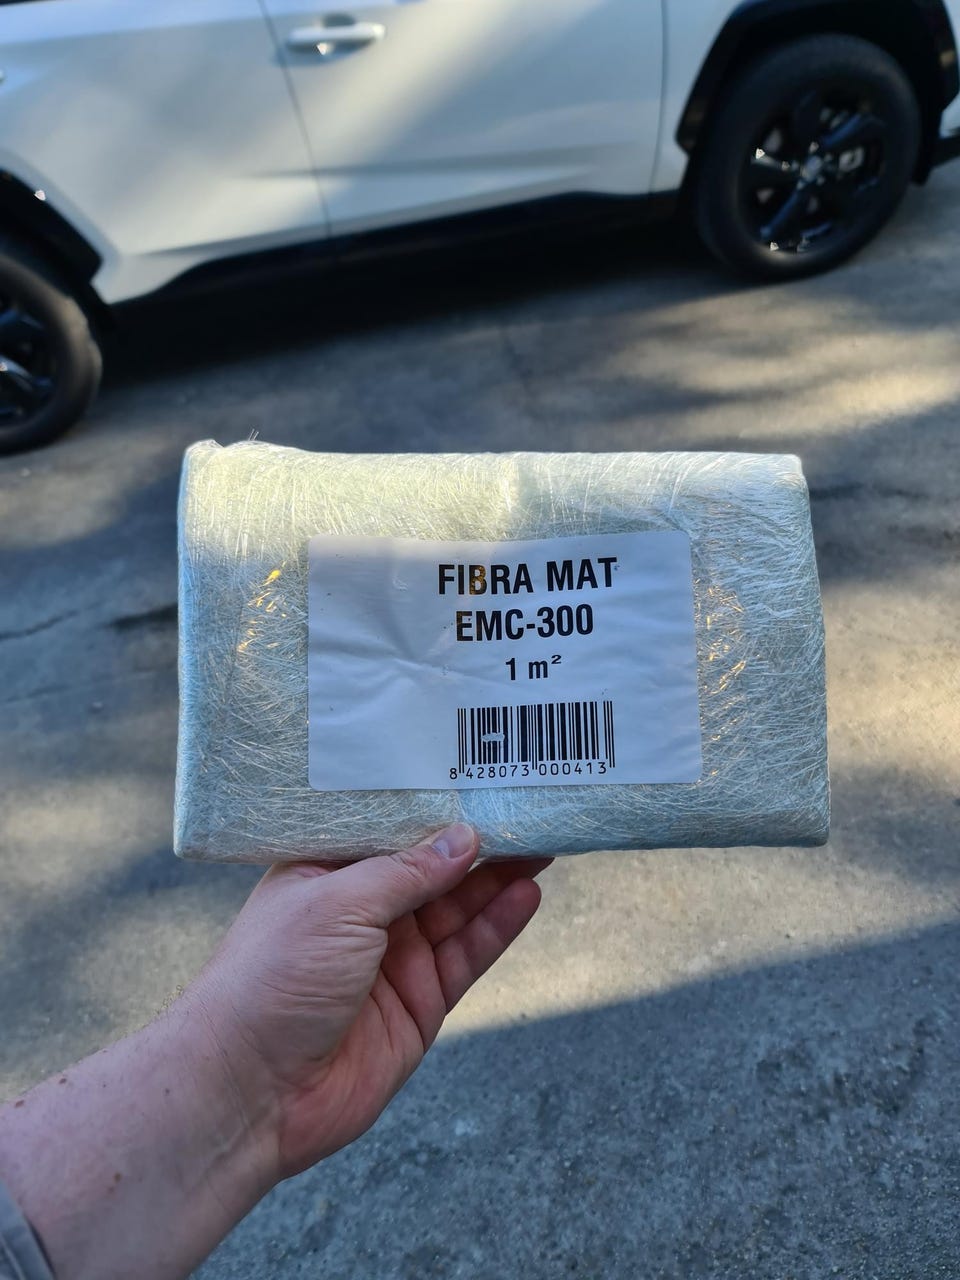 FIBRA MAT
EMC-300
1 m²
8 428073 000413